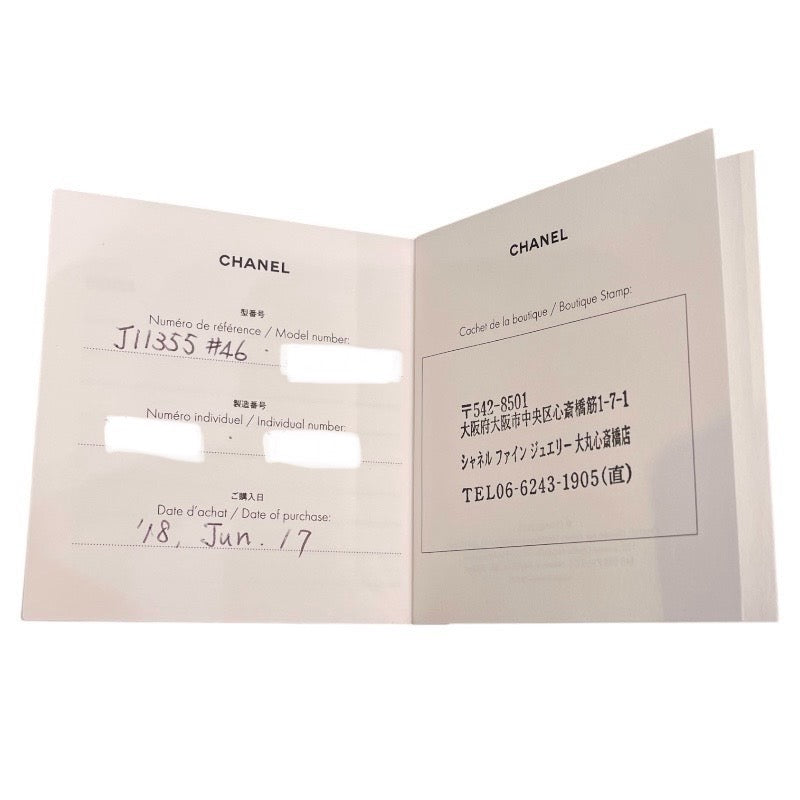 CHANEL
型番号
Numéro de référence / Model number:
J11355 #46 -
製造番号
Numéro individuel / Individual number:
-
ご購入日
Date d'achat / Date of purchase:
'18, Jun. 17
CHANEL
Cachet de la boutique / Boutique Stamp:
〒542-8501
大阪府大阪市中央区心斎橋筋1-7-1
シャネル ファイン ジュエリー 大丸心斎橋店
TEL06-6243-1905(直)